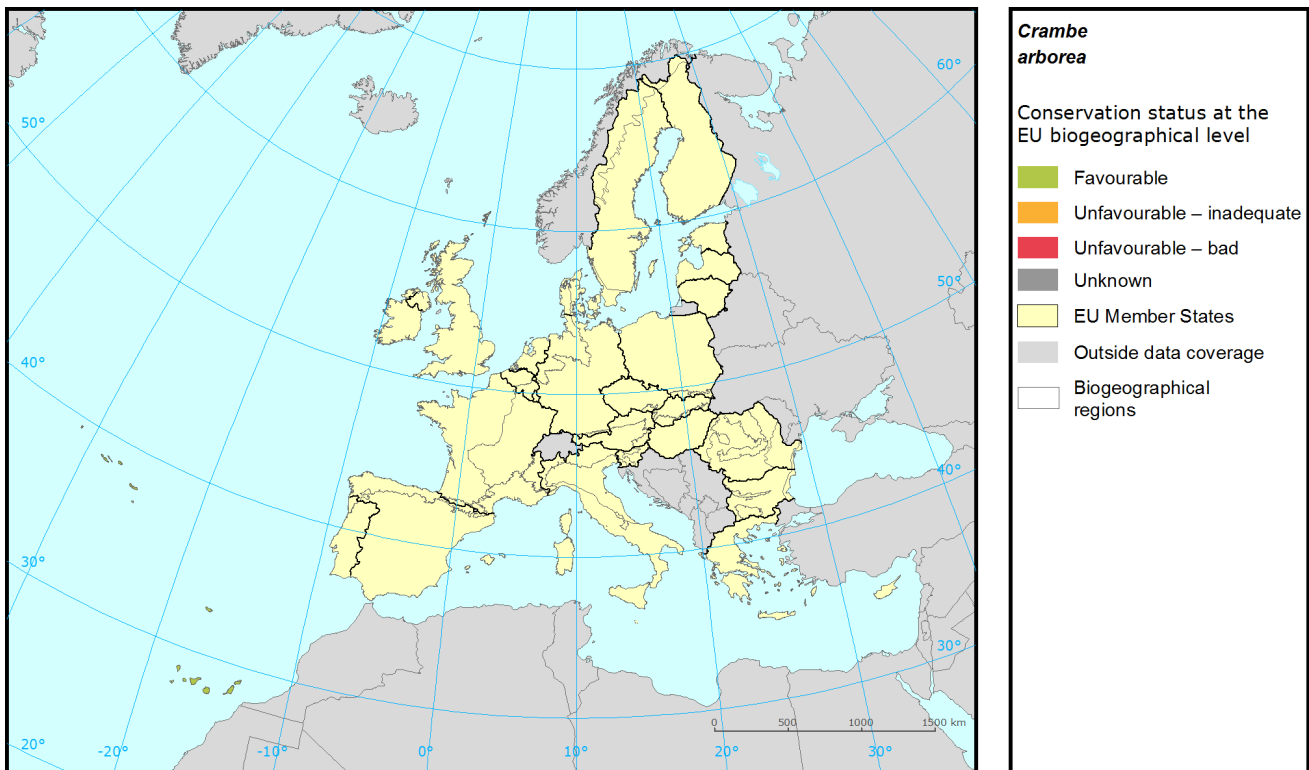 Crambe
arborea
Conservation status at the
EU biogeographical level
Favourable
Unfavourable – inadequate
Unfavourable – bad
Unknown
EU Member States
Outside data coverage
Biogeographical
regions
60°
50°
50°
40°
40°
30°
30°
0 500 1000 1500 km
20° -20° -10° 0° 10° 20° 30°